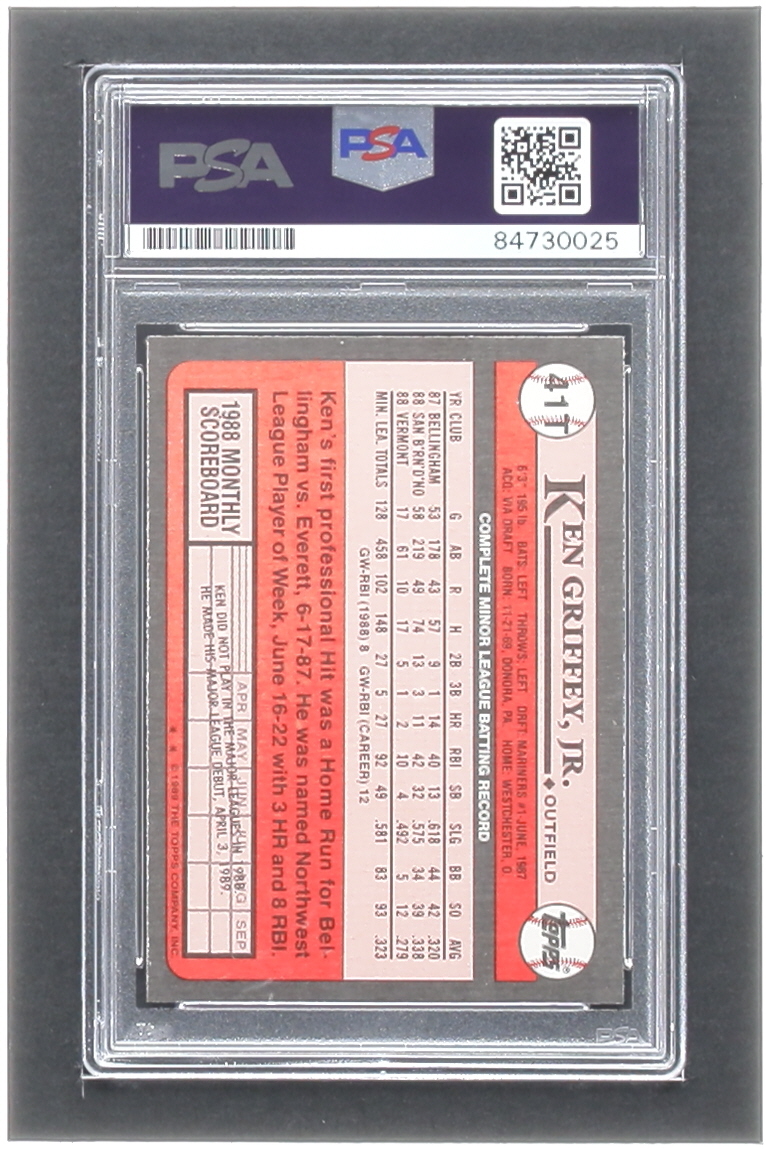 PSA
PSA
84730025
41T
KEN GRIFFEY, JR. ◆ OUTFIELD
Topps®
6'3" 195 lb. BATS: LEFT THROWS: LEFT DRFT: MARINERS #1-JUNE, 1987
ACQ: VIA DRAFT BORN: 11-21-69, DONORA, PA. HOME: WESTCHESTER, O.
COMPLETE MINOR LEAGUE BATTING RECORD
YR CLUB G AB R H 2B 3B HR RBI SB SLG BB SO AVG
87 BELLINGHAM 53 178 43 57 9 1 14 40 13 .618 44 42 .320
88 SAN B'RN'D'NO 58 219 49 74 13 3 11 42 32 .575 34 39 .338
88 VERMONT 17 61 10 17 5 1 2 10 4 .492 5 12 .279
MIN. LEA. TOTALS 128 458 102 148 27 5 27 92 49 .581 83 93 .323
GW-RBI (1988) 8 GW-RBI (CAREER) 12
Ken's first professional Hit was a Home Run for Bel-
lingham vs. Everett, 6-17-87. He was named Northwest
League Player of Week, June 16-22 with 3 HR and 8 RBI.
1988 MONTHLY
SCOREBOARD
APR MAY JUN JUL AUG SEP
KEN DID NOT PLAY IN THE MAJOR LEAGUES IN 1988.
HE MADE HIS MAJOR LEAGUE DEBUT, APRIL 3, 1989.
* * © 1989 THE TOPPS COMPANY, INC.
PSA